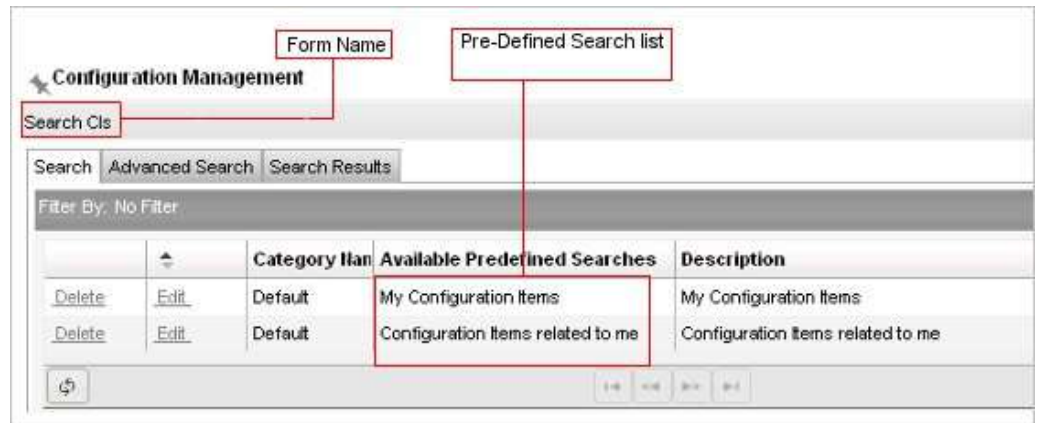 Form Name
Pre-Defined Search list
Configuration Management
Search CIs
Search Advanced Search Search Results
Filter By: No Filter
Category Nam Available Predefined Searches Description
Delete Edit Default My Configuration Items My Configuration Items
Delete Edit Default Configuration Items related to me Configuration Items related to me